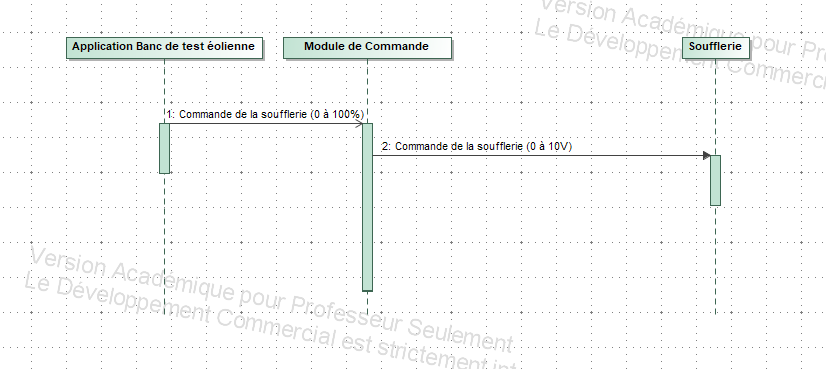 Version Académique pour Pro
Le Développement Commercial
Application Banc de test éolienne
Module de Commande
Soufflerie
1: Commande de la soufflerie (0 à 100%)
2: Commande de la soufflerie (0 à 10V)
Version Académique pour Professeur Seulement
Le Développement Commercial est strictement int